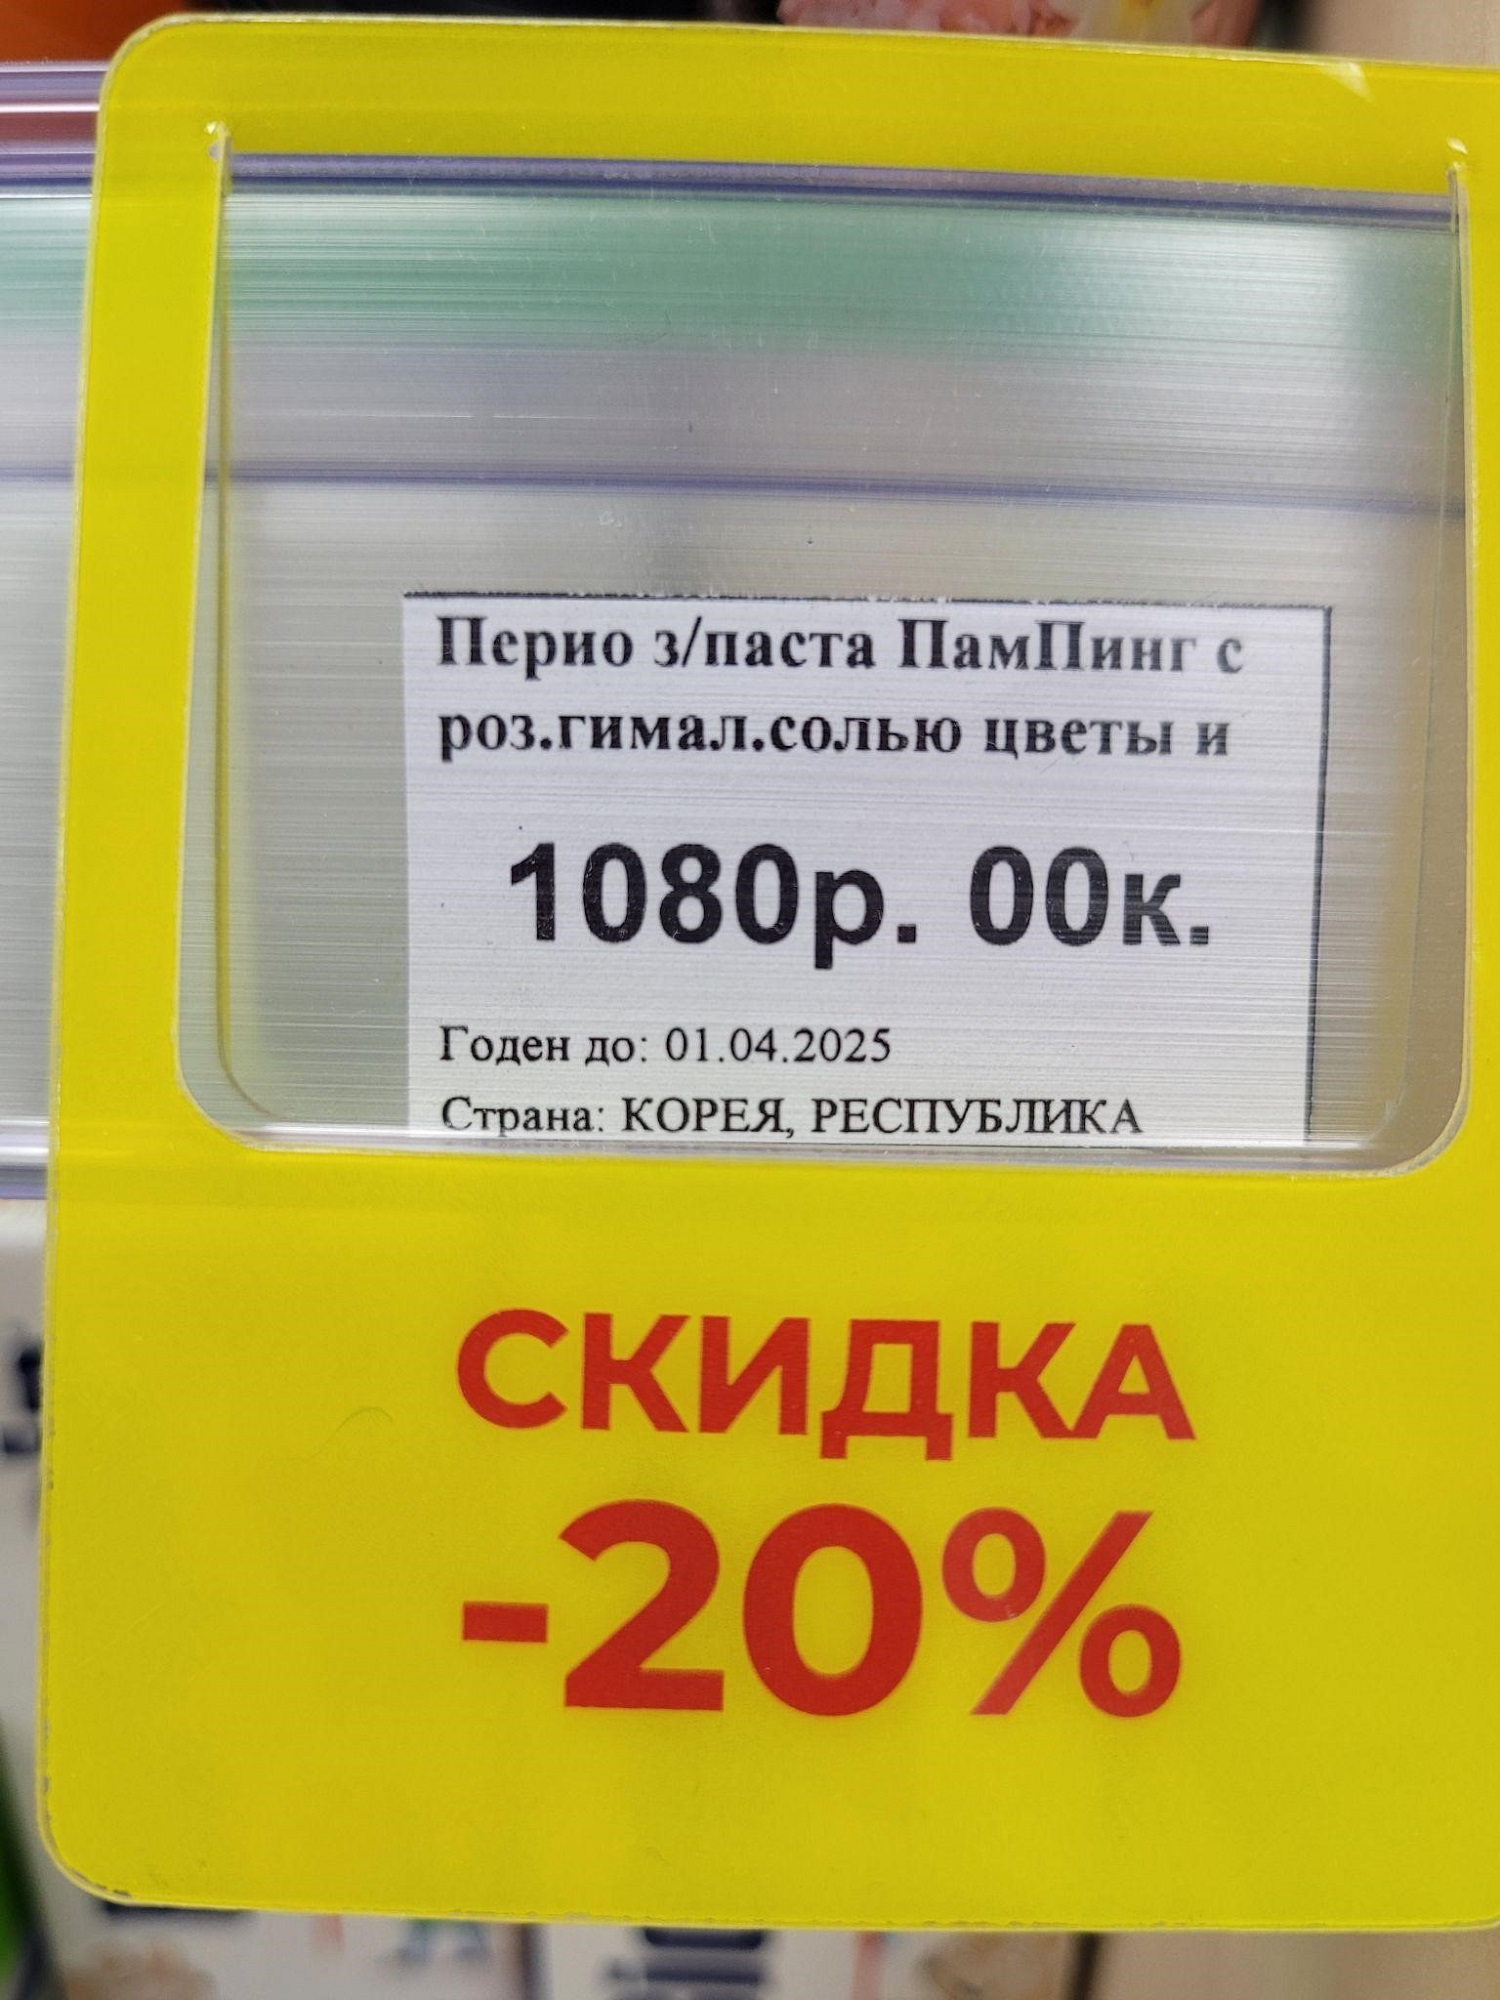 Перио з/паста ПамПинг с
роз.гимал.солью цветы и
1080р. 00к.
Годен до: 01.04.2025
Страна: КОРЕЯ, РЕСПУБЛИКА
СКИДКА
-20%